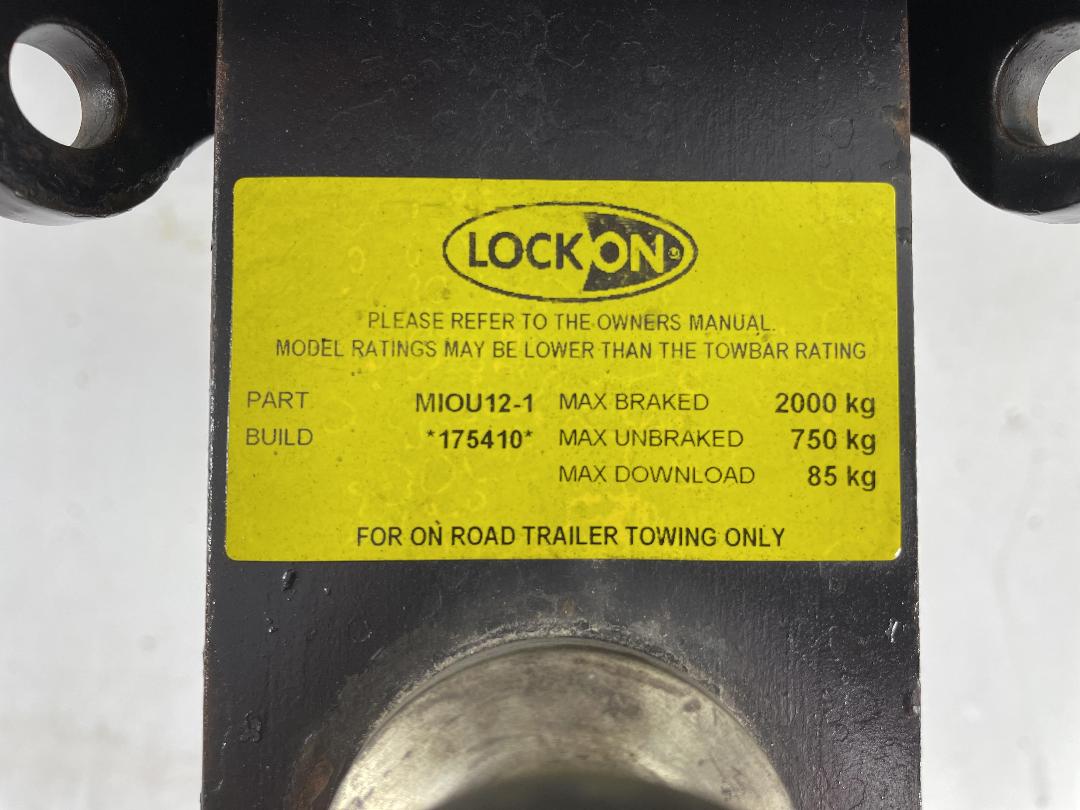 LOCKON
PLEASE REFER TO THE OWNERS MANUAL.
MODEL RATINGS MAY BE LOWER THAN THE TOWBAR RATING
PART MIOU12-1 MAX BRAKED 2000 kg
BUILD *175410* MAX UNBRAKED 750 kg
MAX DOWNLOAD 85 kg
FOR ON ROAD TRAILER TOWING ONLY